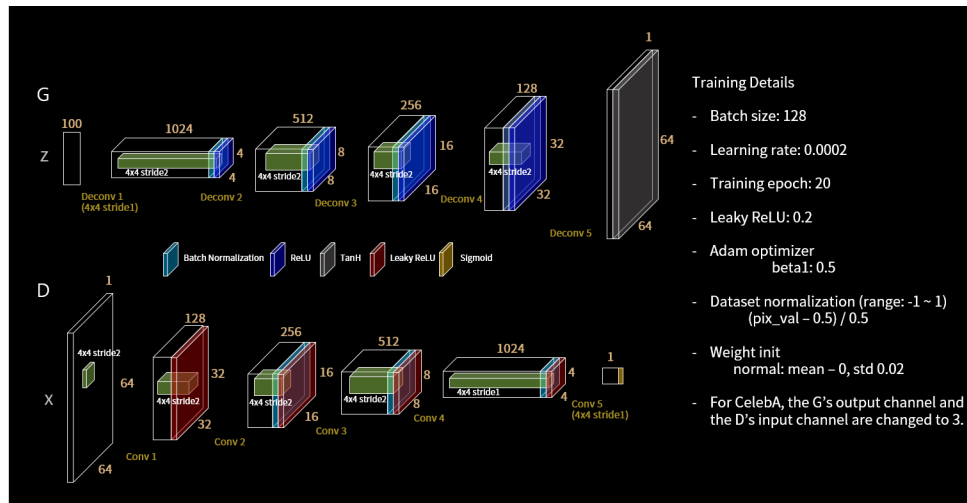 G
Z
100
Deconv 1
(4x4 stride1)
1024
4
4
4x4 stride2
Deconv 2
512
8
8
4x4 stride2
Deconv 3
256
16
16
4x4 stride2
Deconv 4
128
32
32
4x4 stride2
Deconv 5
1
64
64
Batch Normalization
ReLU
TanH
Leaky ReLU
Sigmoid
D
X
1
4x4 stride2
64
64
Conv 1
128
32
32
4x4 stride2
Conv 2
256
16
16
4x4 stride2
Conv 3
512
8
8
4x4 stride2
Conv 4
1024
4
4
4x4 stride1
Conv 5
(4x4 stride1)
1
Training Details
- Batch size: 128
- Learning rate: 0.0002
- Training epoch: 20
- Leaky ReLU: 0.2
- Adam optimizer
beta1: 0.5
- Dataset normalization (range: -1 ~ 1)
(pix_val – 0.5) / 0.5
- Weight init
normal: mean – 0, std 0.02
- For CelebA, the G's output channel and
the D's input channel are changed to 3.